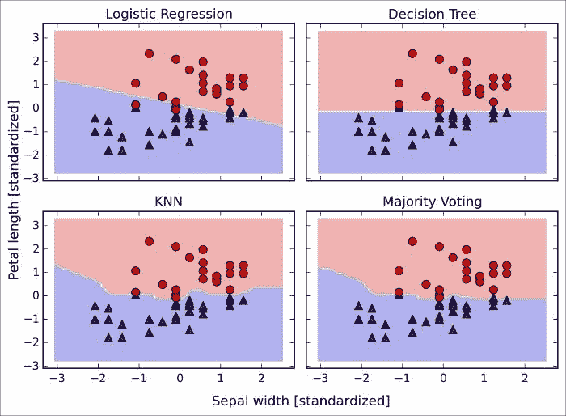 Logistic Regression
Decision Tree
3
2
1
0
−1
−2
−3
KNN
Majority Voting
3
2
1
0
−1
−2
−3
−3 −2 −1 0 1 2
−3 −2 −1 0 1 2
Petal length [standardized]
Sepal width [standardized]